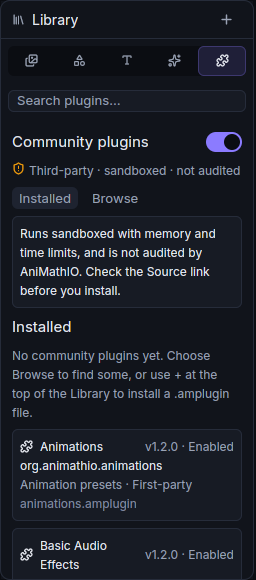 Library
Search plugins...
Community plugins
Third-party · sandboxed · not audited
Installed Browse
Runs sandboxed with memory and
time limits, and is not audited by
AniMathIO. Check the Source link
before you install.
Installed
No community plugins yet. Choose
Browse to find some, or use + at the
top of the Library to install a .amplugin
file.
Animations v1.2.0 · Enabled
org.animathio.animations
Animation presets · First-party
animations.amplugin
Basic Audio
Effects
v1.2.0 · Enabled